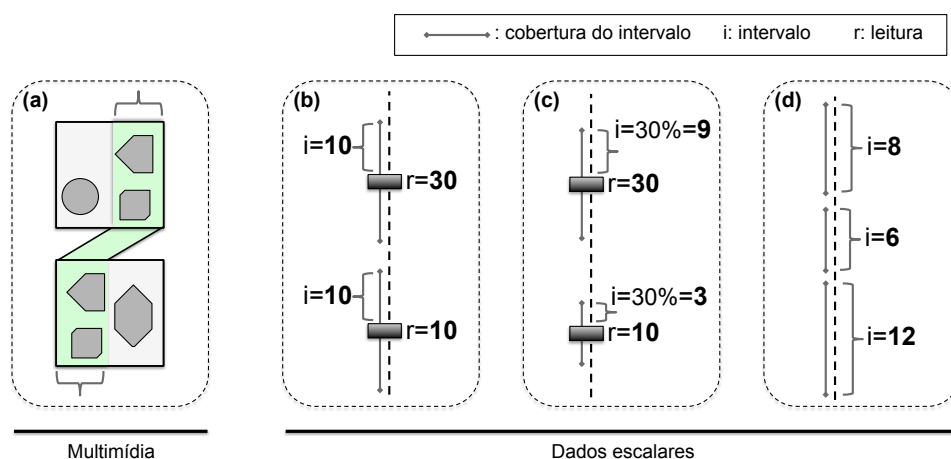 : cobertura do intervalo i: intervalo r: leitura
(a)
(b)
i=10
r=30
i=10
r=10
(c)
i=30%=9
r=30
i=30%=3
r=10
(d)
i=8
i=6
i=12
Multimídia
Dados escalares